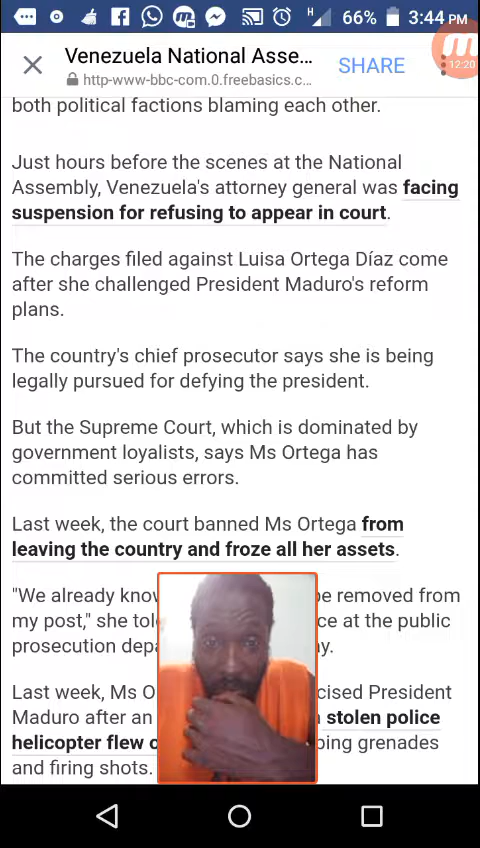 H
66%
3:44 PM
Venezuela National Asse...
http-www-bbc-com.0.freebasics.c...
SHARE
12:20
both political factions blaming each other.
Just hours before the scenes at the National
Assembly, Venezuela's attorney general was facing
suspension for refusing to appear in court.
The charges filed against Luisa Ortega Díaz come
after she challenged President Maduro's reform
plans.
The country's chief prosecutor says she is being
legally pursued for defying the president.
But the Supreme Court, which is dominated by
government loyalists, says Ms Ortega has
committed serious errors.
Last week, the court banned Ms Ortega from
leaving the country and froze all her assets.
"We already be removed from
my post," she at the public
prosecution
Last week, Ms President
Maduro after an stolen police
helicopter flew grenades
and firing shots.